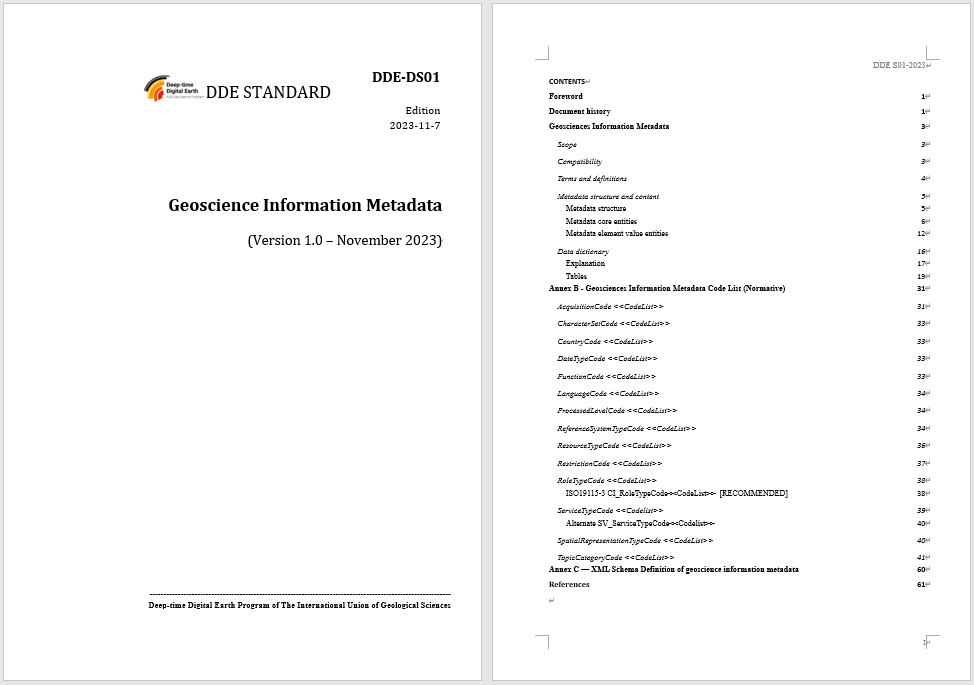 DDE-DS01
Deep-time
Digital Earth
DDE STANDARD
Edition
2023-11-7
Geoscience Information Metadata
(Version 1.0 – November 2023)
Deep-time Digital Earth Program of The International Union of Geological Sciences
DDE S01-2023
CONTENTS
Foreword 1
Document history 1
Geosciences Information Metadata 3
Scope 3
Compatibility 3
Terms and definitions 4
Metadata structure and content 5
Metadata structure 5
Metadata core entities 6
Metadata element value entities 12
Data dictionary 16
Explanation 17
Tables 19
Annex B - Geosciences Information Metadata Code List (Normative) 31
AcquisitionCode <<CodeList>> 31
CharacterSetCode <<CodeList>> 33
CountryCode <<CodeList>> 33
DateTypeCode <<CodeList>> 33
FunctionCode <<CodeList>> 33
LanguageCode <<CodeList>> 34
ProcessedLevelCode <<CodeList>> 34
ReferenceSystemTypeCode <<CodeList>> 34
ResourceTypeCode <<CodeList>> 36
RestrictionCode <<CodeList>> 37
RoleTypeCode <<CodeList>> 38
ISO19115-3 CI_RoleTypeCode<<CodeList>> [RECOMMENDED] 38
ServiceTypeCode <<Codelist>> 39
Alternate SV_ServiceTypeCode<<Codelist>> 40
SpatialRepresentationTypeCode <<CodeList>> 40
TopicCategoryCode <<CodeList>> 41
Annex C — XML Schema Definition of geoscience information metadata 60
References 61